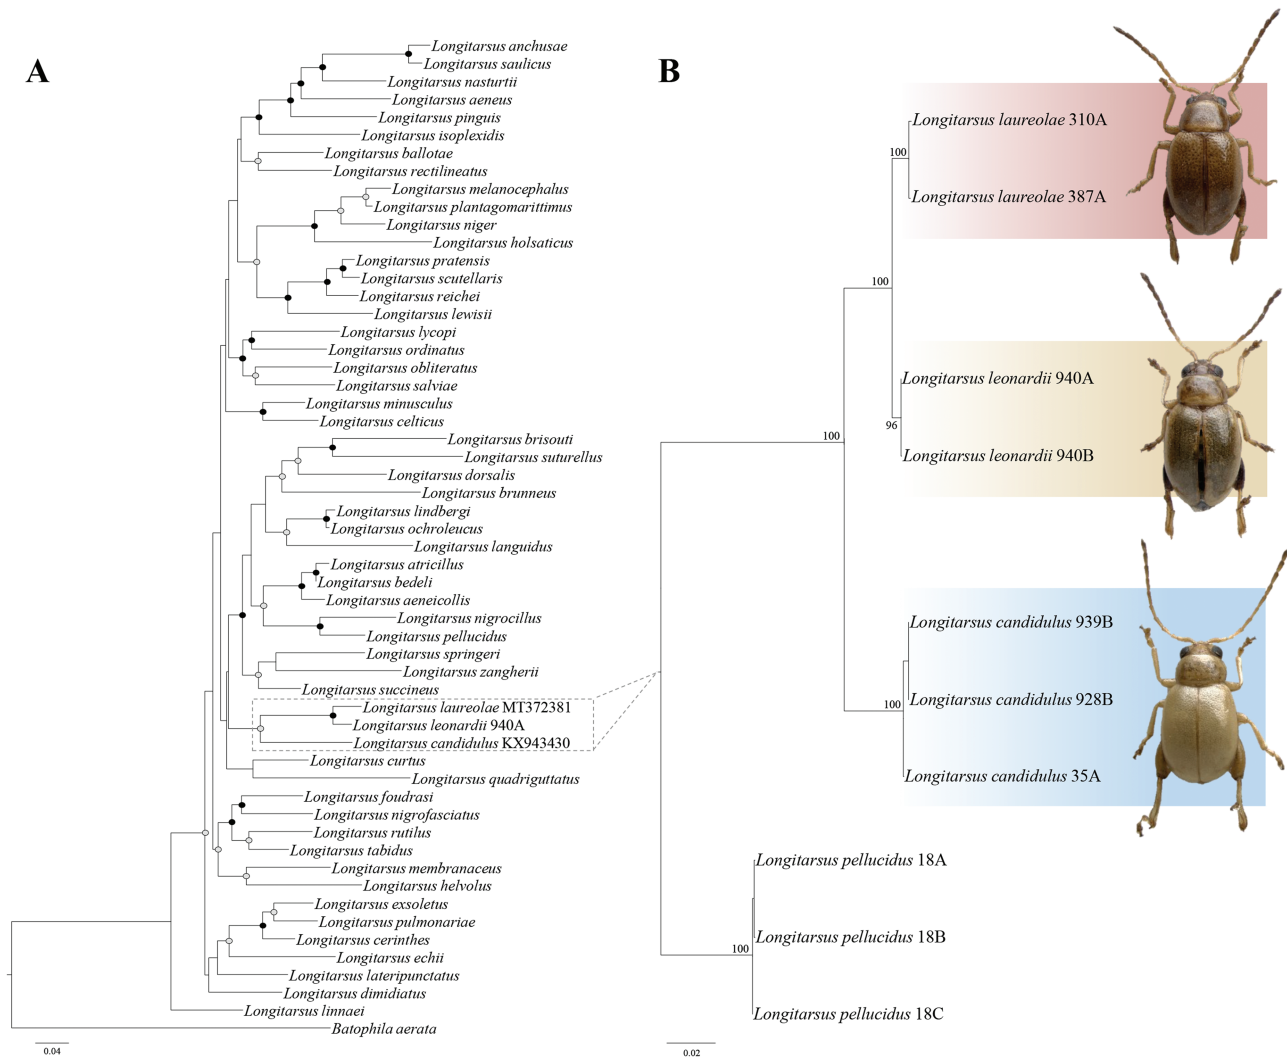 A
Longitarsus anchusae
Longitarsus saulicus
Longitarsus nasturtii
Longitarsus aeneus
Longitarsus pinguis
Longitarsus isoplexidis
Longitarsus ballotae
Longitarsus rectilineatus
Longitarsus melanocephalus
Longitarsus plantagomarittimus
Longitarsus niger
Longitarsus holsaticus
Longitarsus pratensis
Longitarsus scutellaris
Longitarsus reichei
Longitarsus lewisii
Longitarsus lycopi
Longitarsus ordinatus
Longitarsus obliteratus
Longitarsus salviae
Longitarsus minusculus
Longitarsus celticus
Longitarsus brisouti
Longitarsus suturellus
Longitarsus dorsalis
Longitarsus brunneus
Longitarsus lindbergi
Longitarsus ochroleucus
Longitarsus languidus
Longitarsus atricillus
Longitarsus bedeli
Longitarsus aeneicollis
Longitarsus nigrocillus
Longitarsus pellucidus
Longitarsus springeri
Longitarsus zangherii
Longitarsus succineus
Longitarsus laureolae MT372381
Longitarsus leonardii 940A
Longitarsus candidulus KX943430
Longitarsus curtus
Longitarsus quadriguttatus
Longitarsus foudrasi
Longitarsus nigrofasciatus
Longitarsus rutilus
Longitarsus tabidus
Longitarsus membranaceus
Longitarsus helvolus
Longitarsus exsoletus
Longitarsus pulmonariae
Longitarsus cerinthes
Longitarsus echii
Longitarsus lateripunctatus
Longitarsus dimidiatus
Longitarsus linnaei
Batophila aerata
0.04
B
Longitarsus laureolae 310A
100
Longitarsus laureolae 387A
100
Longitarsus leonardii 940A
96
100
Longitarsus leonardii 940B
Longitarsus candidulus 939B
Longitarsus candidulus 928B
100
Longitarsus candidulus 35A
Longitarsus pellucidus 18A
Longitarsus pellucidus 18B
100
Longitarsus pellucidus 18C
0.02